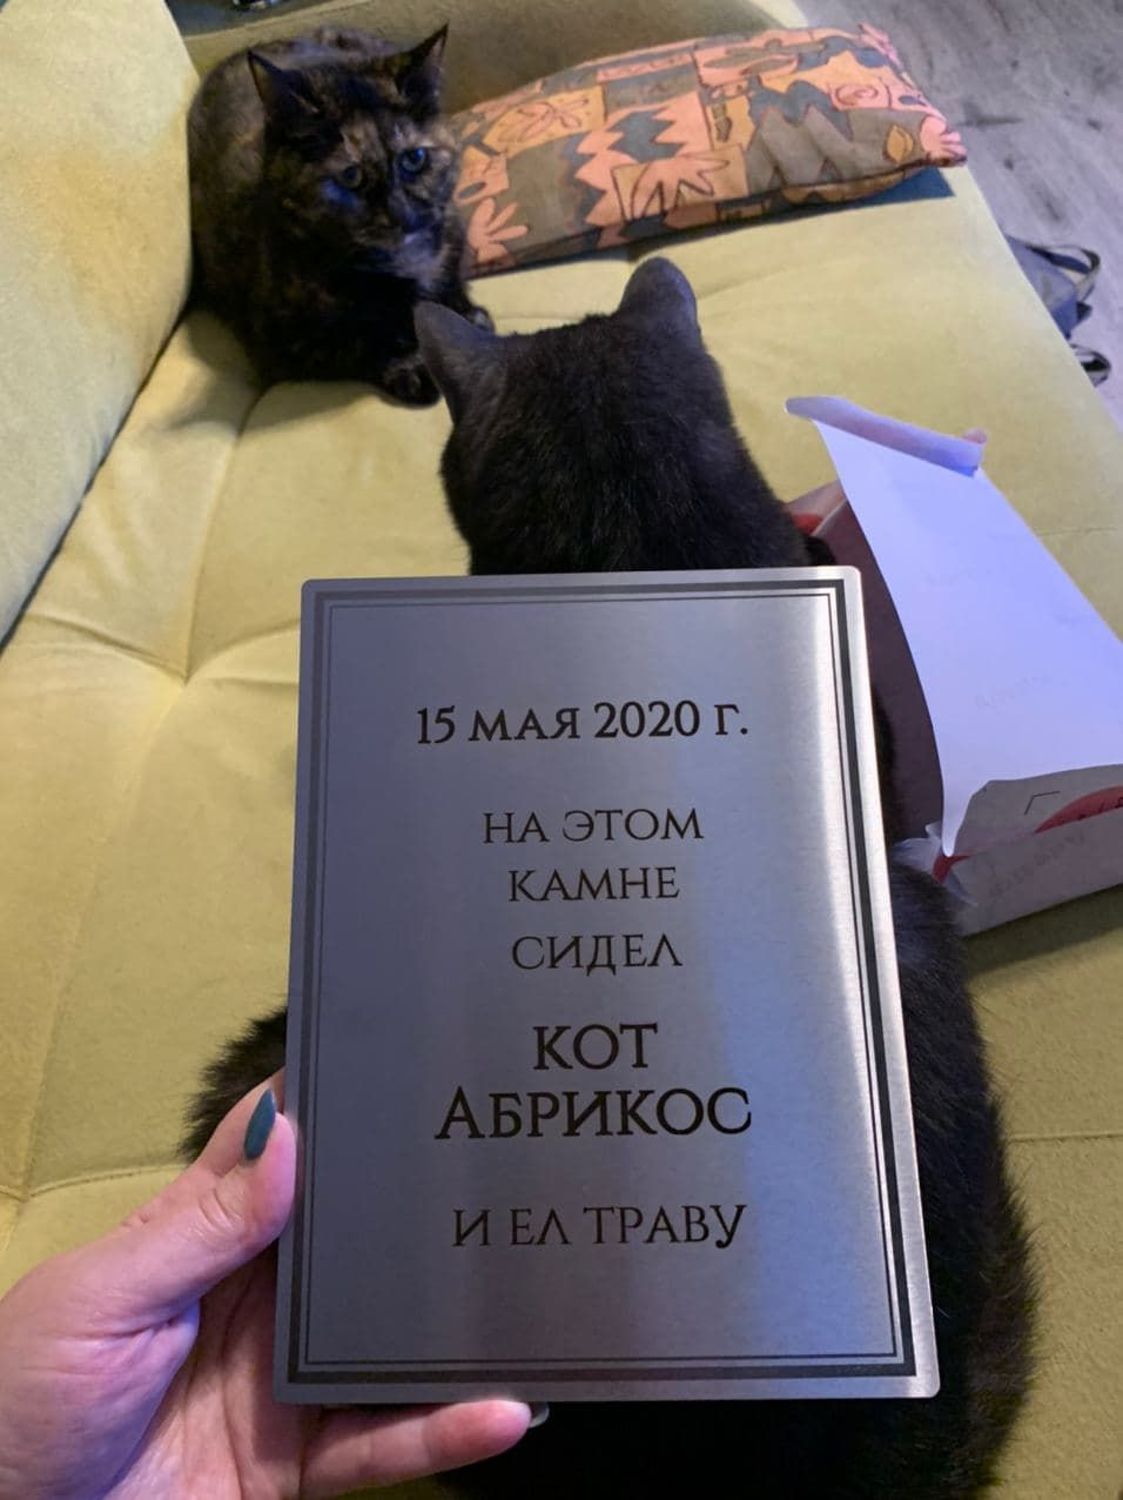 15 МАЯ 2020 Г.
НА ЭТОМ
КАМНЕ
СИДЕЛ
КОТ
АБРИКОС
И ЕЛ ТРАВУ